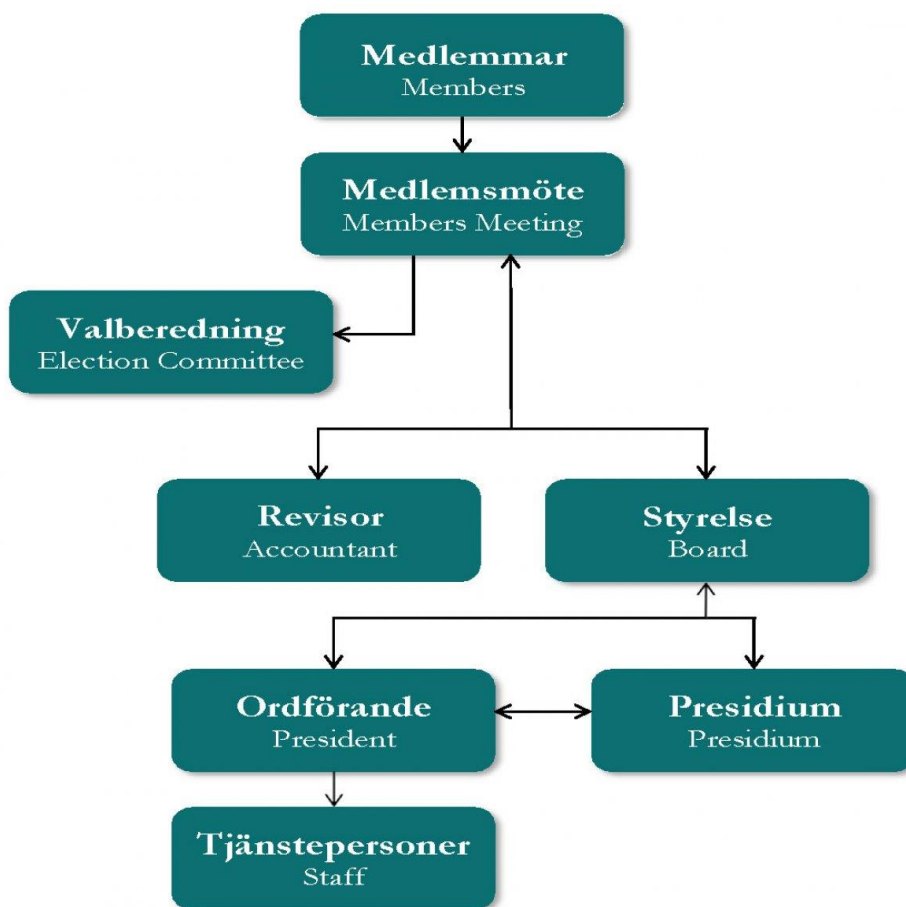 Medlemmar
Members
Medlemsmöte
Members Meeting
Valberedning
Election Committee
Revisor
Accountant
Styrelse
Board
Ordförande
President
Presidium
Presidium
Tjänstepersoner
Staff